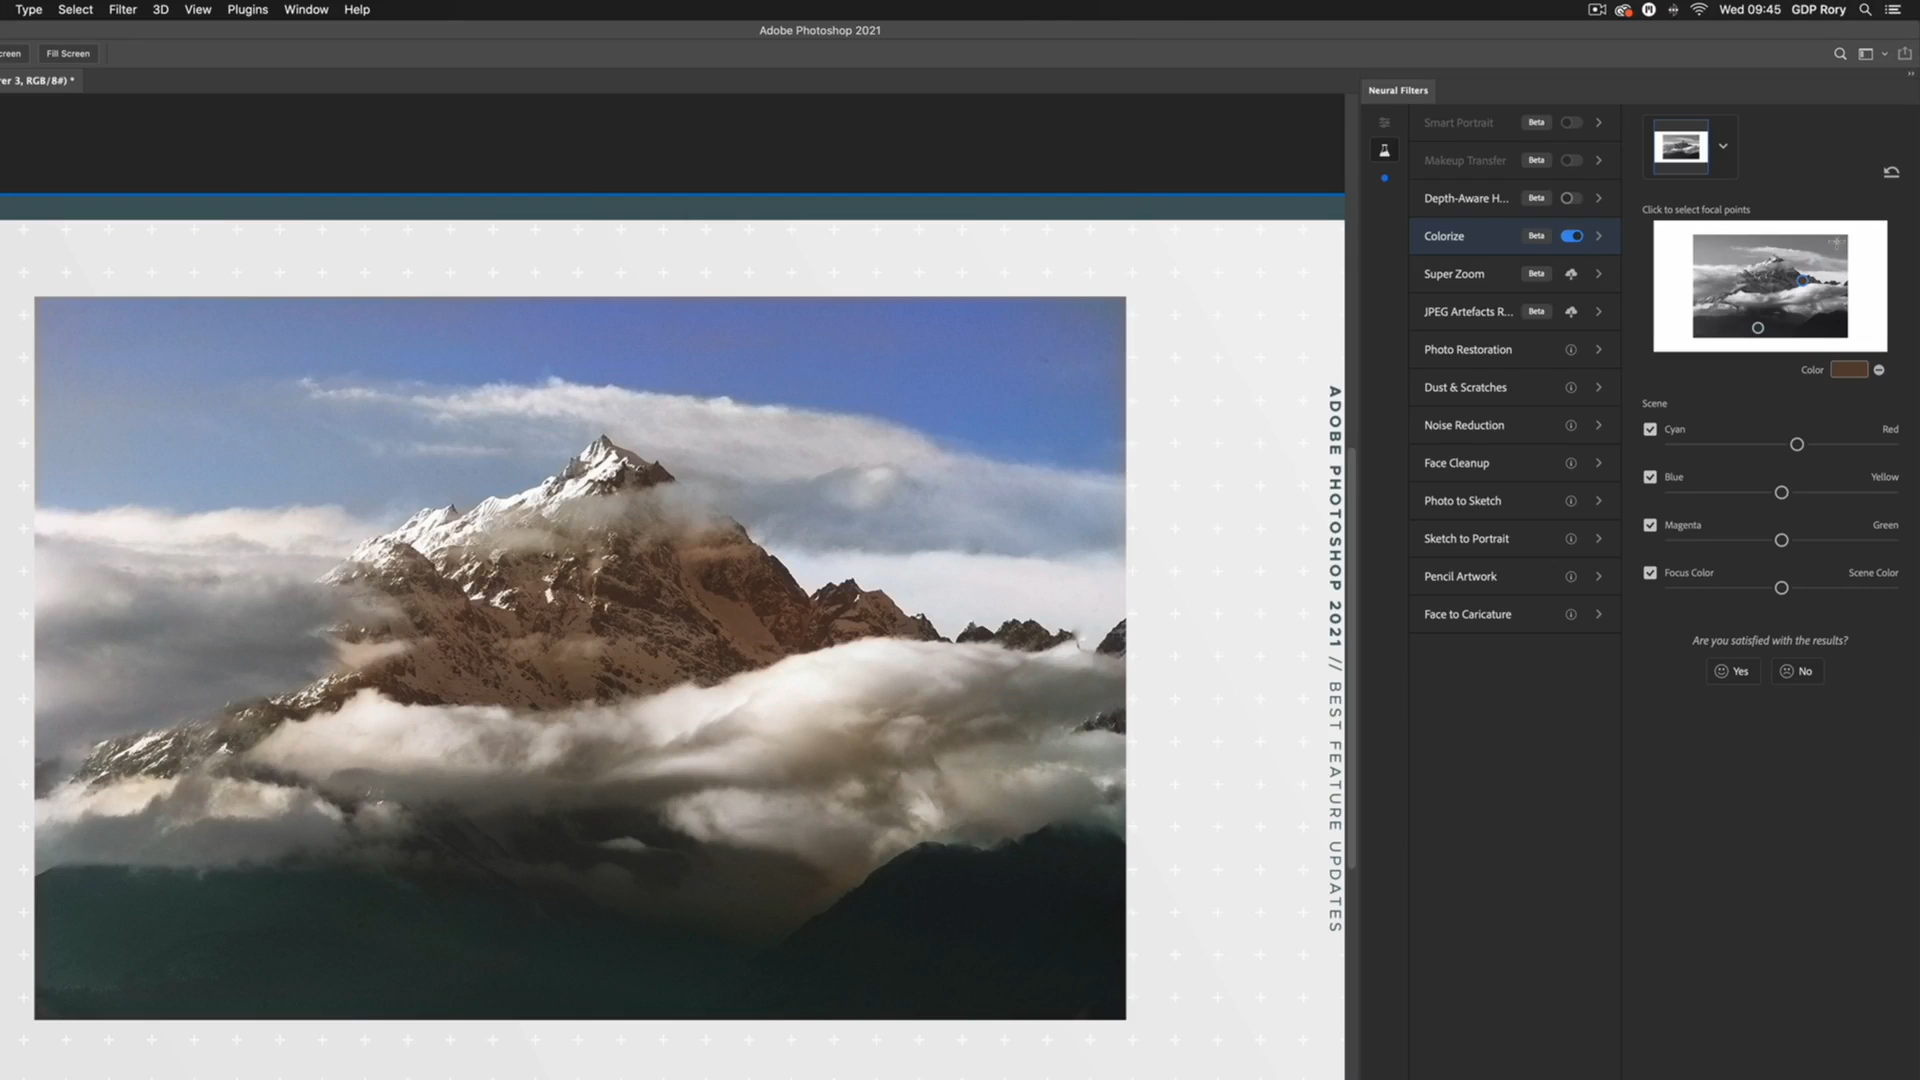 Type Select Filter 3D View Plugins Window Help
Wed 09:45 GDP Rory
Adobe Photoshop 2021
creen Fill Screen
er 3, RGB/8#) *
Neural Filters
Smart Portrait Beta
Makeup Transfer Beta
Depth-Aware H... Beta
Colorize Beta
Super Zoom Beta
JPEG Artefacts R... Beta
Photo Restoration
Dust & Scratches
Noise Reduction
Face Cleanup
Photo to Sketch
Sketch to Portrait
Pencil Artwork
Face to Caricature
Click to select focal points
Color
Scene
Cyan Red
Blue Yellow
Magenta Green
Focus Color Scene Color
Are you satisfied with the results?
Yes No
ADOBE PHOTOSHOP 2021 // BEST FEATURE UPDATES